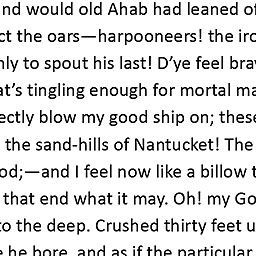 nd would old Ahab had leaned of
ct the oars—harpooneers! the iro
nly to spout his last! D’ye feel brav
at’s tingling enough for mortal ma
ectly blow my good ship on; these
the sand-hills of Nantucket! The
od;—and I feel now like a billow t
that end what it may. Oh! my Go
to the deep. Crushed thirty feet u
he bore, and as if the particular